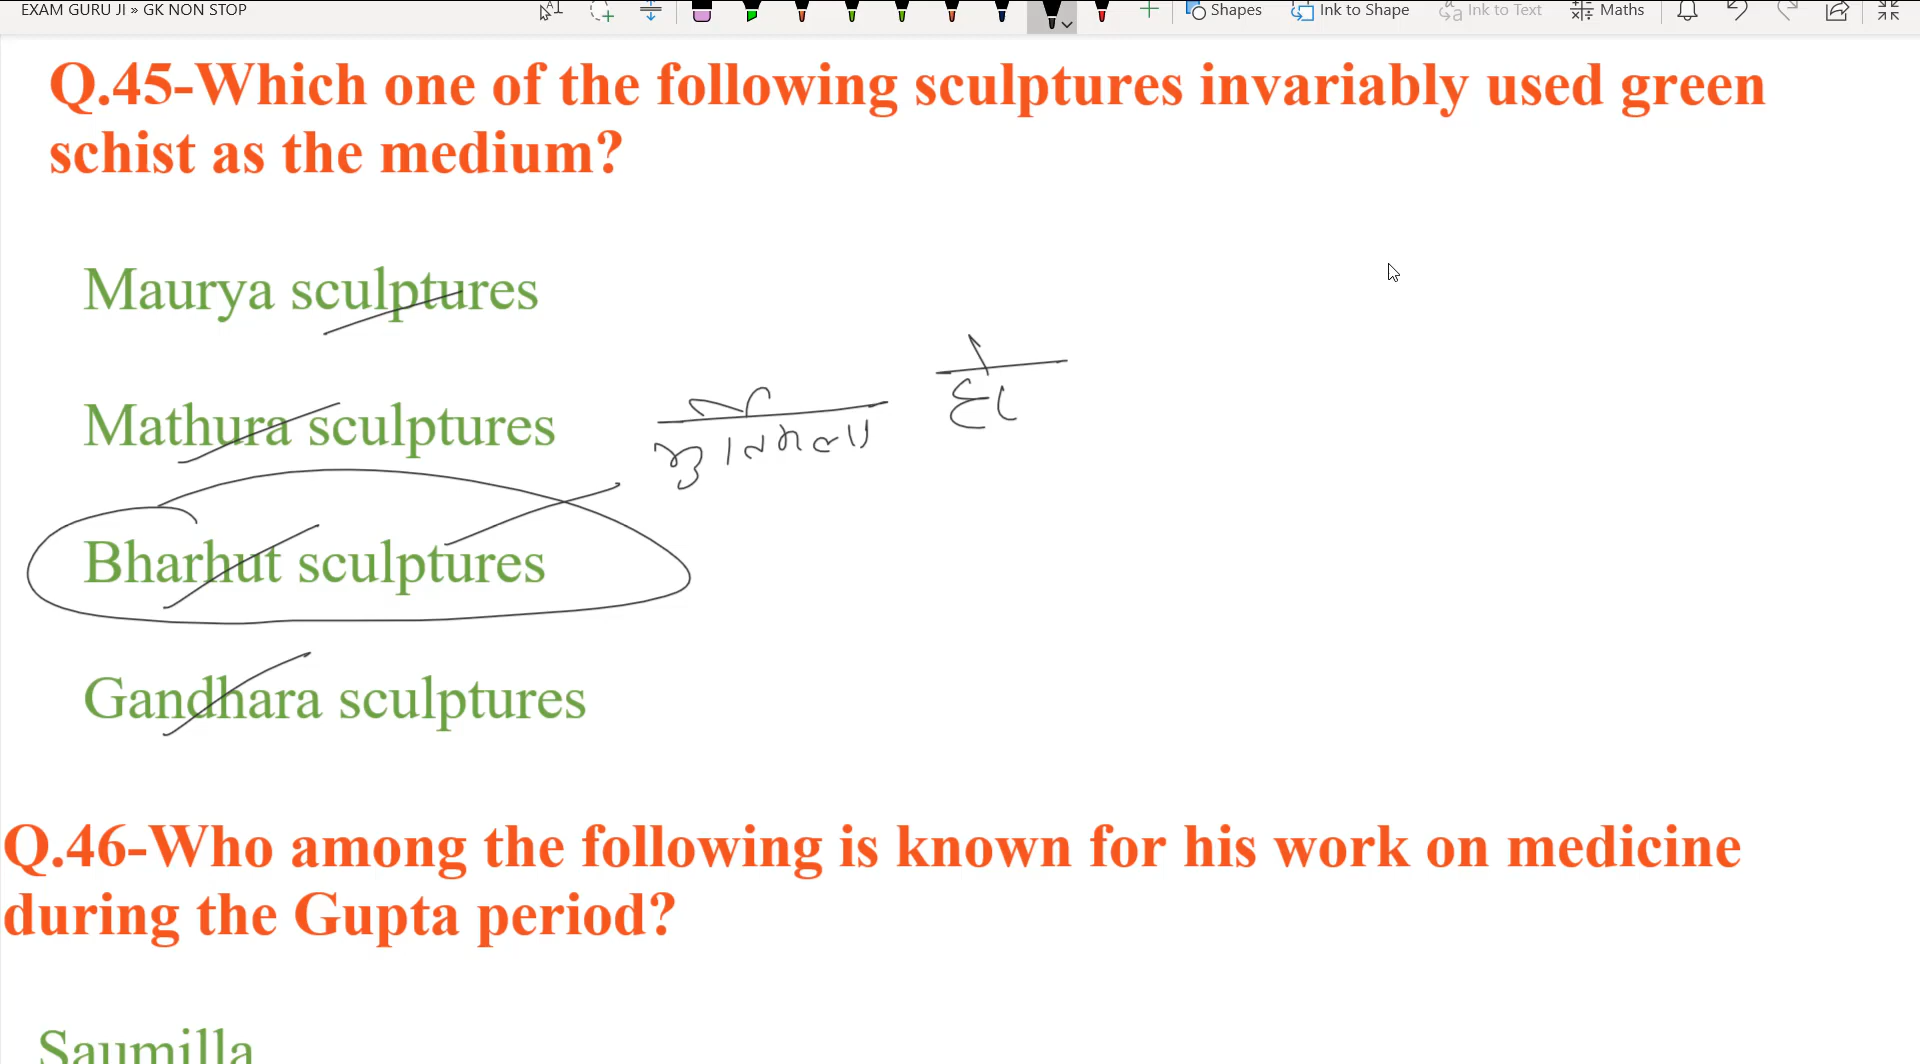 EXAM GURU JI » GK NON STOP
Shapes Ink to Shape Ink to Text Maths
Q.45-Which one of the following sculptures invariably used green
schist as the medium?
Maurya sculptures
Mathura sculptures
Bharhut sculptures
Gandhara sculptures
Q.46-Who among the following is known for his work on medicine
during the Gupta period?
Saumilla